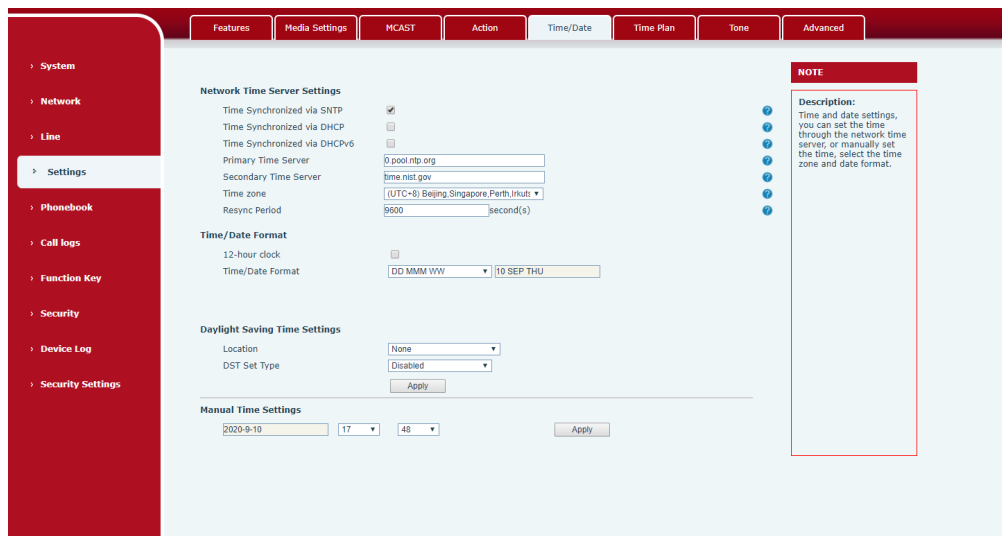 Features Media Settings MCAST Action Time/Date Time Plan Tone Advanced
› System
› Network
› Line
› Settings
› Phonebook
› Call logs
› Function Key
› Security
› Device Log
› Security Settings
Network Time Server Settings
Time Synchronized via SNTP
Time Synchronized via DHCP
Time Synchronized via DHCPv6
Primary Time Server 0.pool.ntp.org
Secondary Time Server time.nist.gov
Time zone (UTC+8) Beijing,Singapore,Perth,Irkuts
Resync Period 9600 second(s)
Time/Date Format
12-hour clock
Time/Date Format DD MMM WW 10 SEP THU
Daylight Saving Time Settings
Location None
DST Set Type Disabled
Apply
Manual Time Settings
2020-9-10 17 48 Apply
NOTE
Description:
Time and date settings,
you can set the time
through the network time
server, or manually set
the time, select the time
zone and date format.